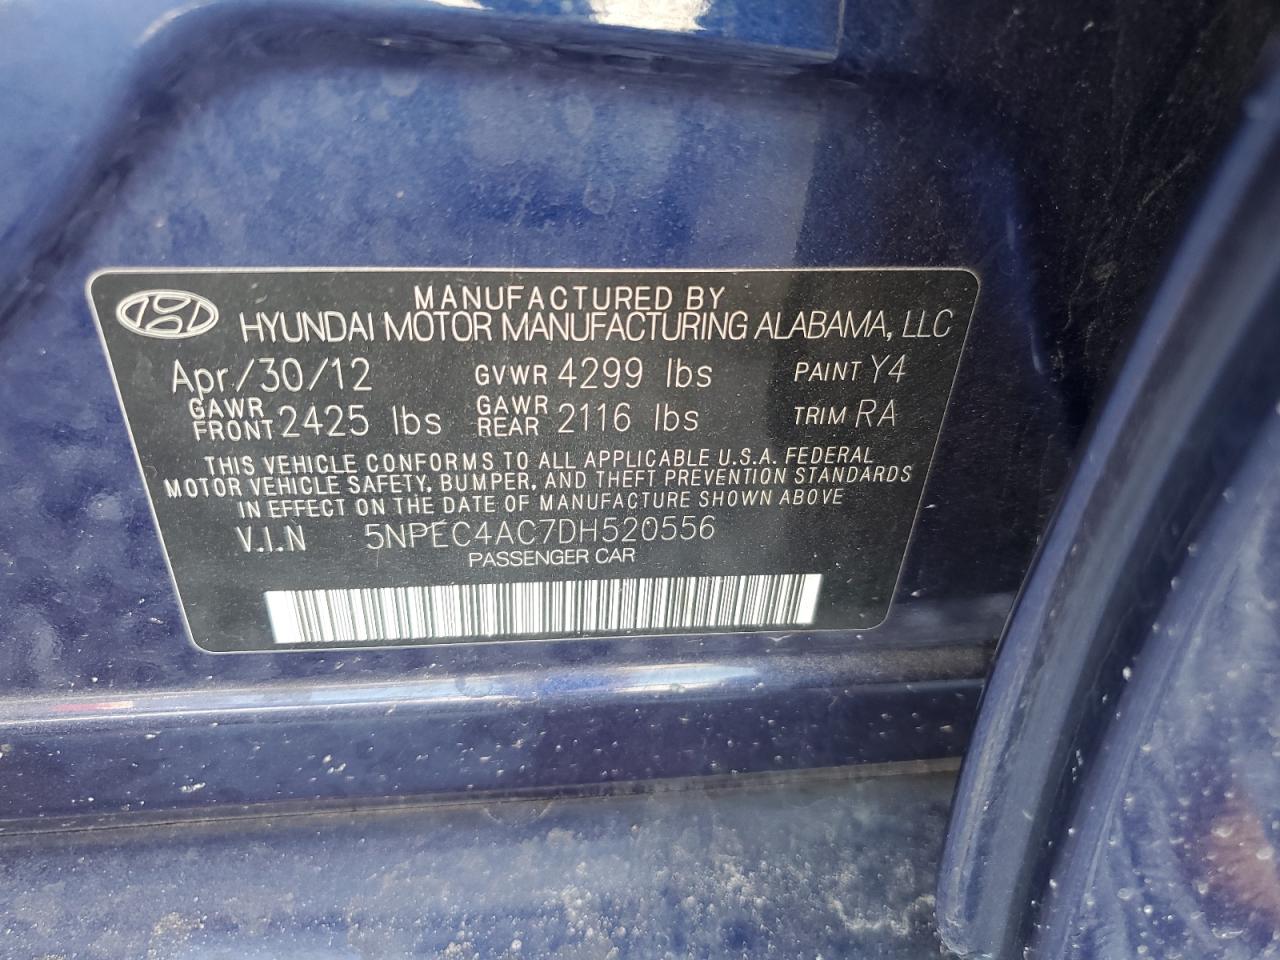 MANUFACTURED BY
HYUNDAI MOTOR MANUFACTURING ALABAMA, LLC
Apr/30/12 GVWR 4299 lbs PAINT Y4
GAWR FRONT 2425 lbs GAWR REAR 2116 lbs TRIM RA
THIS VEHICLE CONFORMS TO ALL APPLICABLE U.S.A. FEDERAL
MOTOR VEHICLE SAFETY, BUMPER, AND THEFT PREVENTION STANDARDS
IN EFFECT ON THE DATE OF MANUFACTURE SHOWN ABOVE
V.I.N 5NPEC4AC7DH520556
PASSENGER CAR